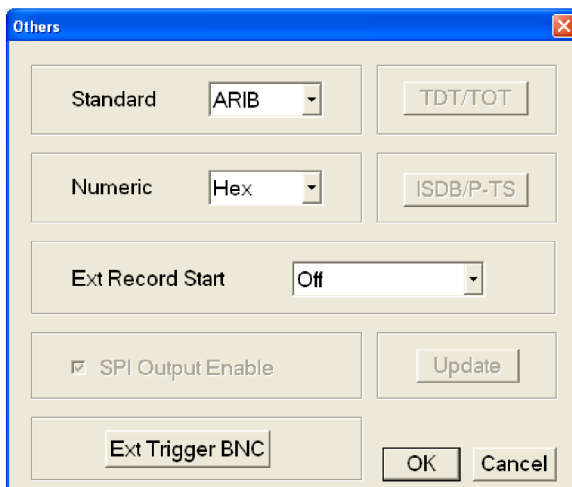 Others
Standard ARIB TDT/TOT
Numeric Hex ISDB/P-TS
Ext Record Start Off
SPI Output Enable Update
Ext Trigger BNC OK Cancel